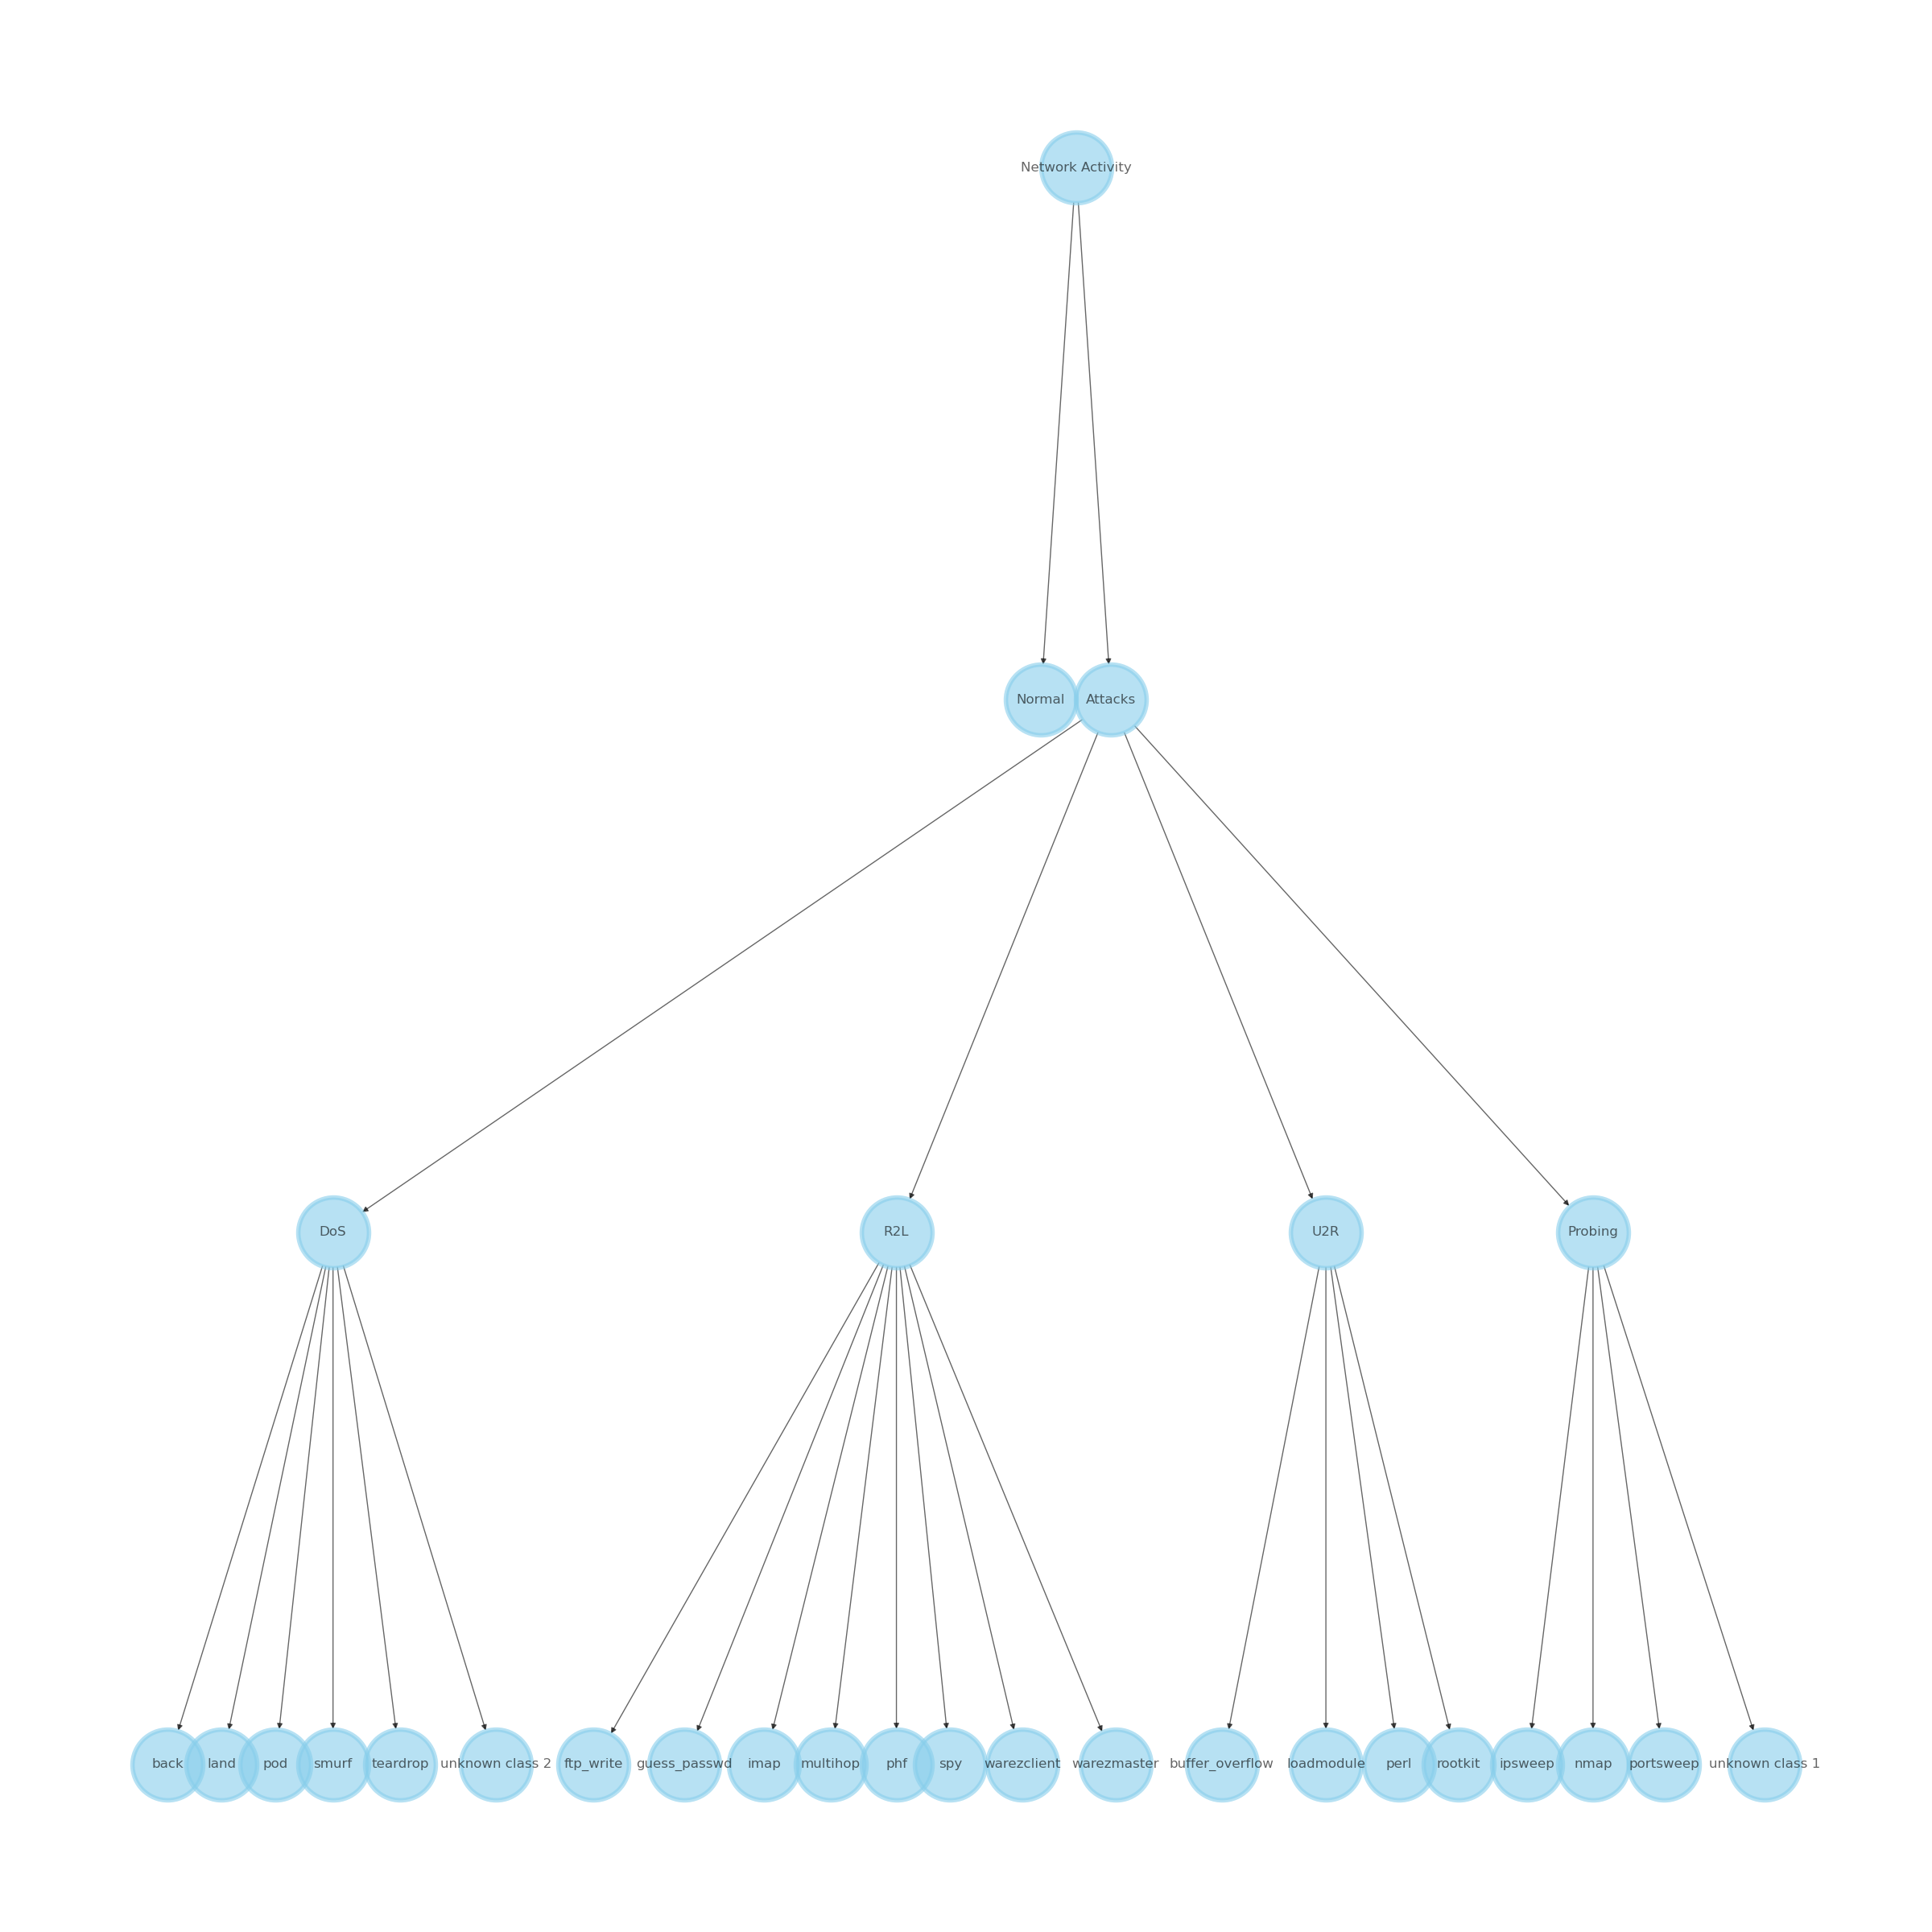 Network Activity
Normal
Attacks
DoS
R2L
U2R
Probing
back
land
pod
smurf
teardrop
unknown class 2
ftp_write
guess_passwd
imap
multihop
phf
spy
warezclient
warezmaster
buffer_overflow
loadmodule
perl
rootkit
ipsweep
nmap
portsweep
unknown class 1